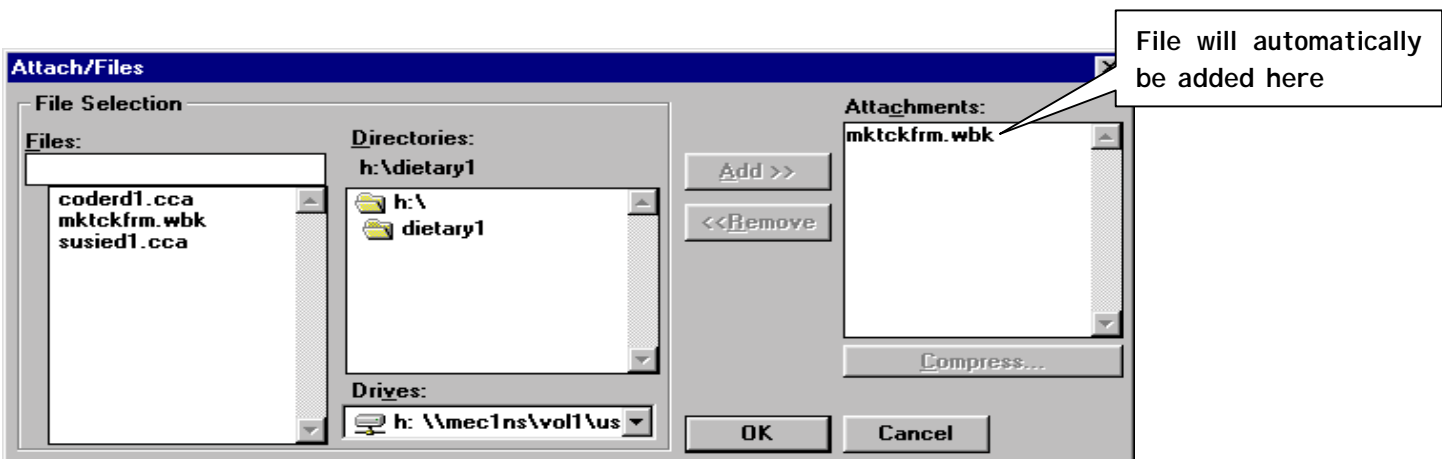 File will automatically
be added here
Attach/Files
File Selection
Files:
coderd1.cca
mktckfrm.wbk
susied1.cca
Directories:
h:\dietary1
h:\
dietary1
Drives:
h: \\mec1ns\vol1\us
Add >>
<<Remove
Attachments:
mktckfrm.wbk
Compress...
OK
Cancel